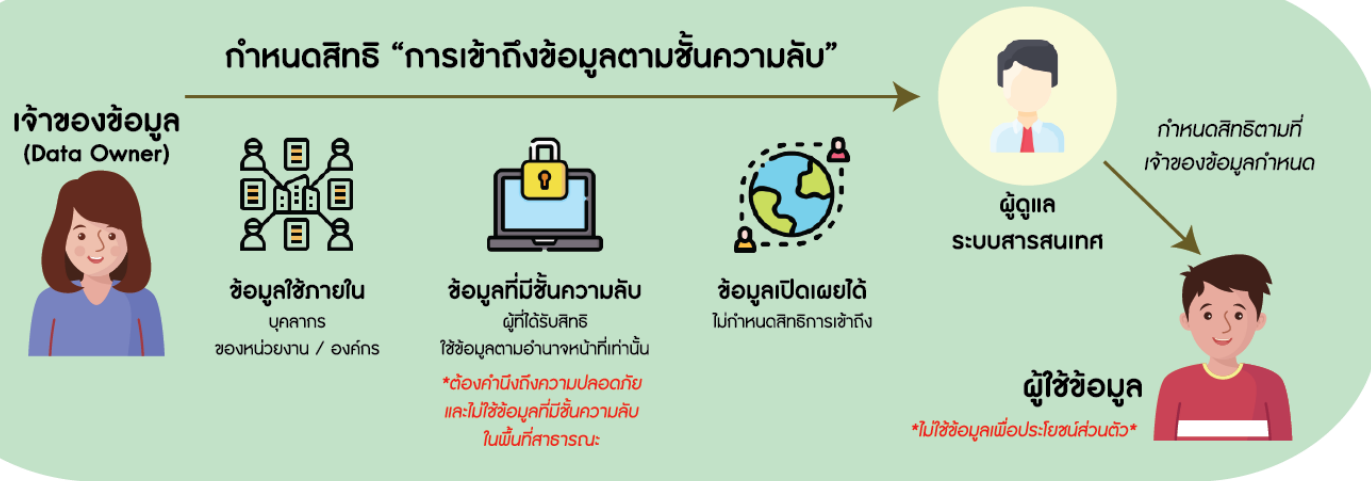 กำหนดสิทธิ “การเข้าถึงข้อมูลตามชั้นความลับ”
เจ้าของข้อมูล
(Data Owner)
ข้อมูลใช้ภายใน
บุคลากร
ของหน่วยงาน / องค์กร
ข้อมูลที่มีชั้นความลับ
ผู้ที่ได้รับสิทธิ
ใช้ข้อมูลตามอำนาจหน้าที่เท่านั้น
*ต้องคำนึงถึงความปลอดภัย
และไม่ใช้ข้อมูลที่มีชั้นความลับ
ในพื้นที่สาธารณะ
ข้อมูลเปิดเผยได้
ไม่กำหนดสิทธิการเข้าถึง
ผู้ดูแล
ระบบสารสนเทศ
กำหนดสิทธิตามที่
เจ้าของข้อมูลกำหนด
ผู้ใช้ข้อมูล
*ไม่ใช้ข้อมูลเพื่อประโยชน์ส่วนตัว*